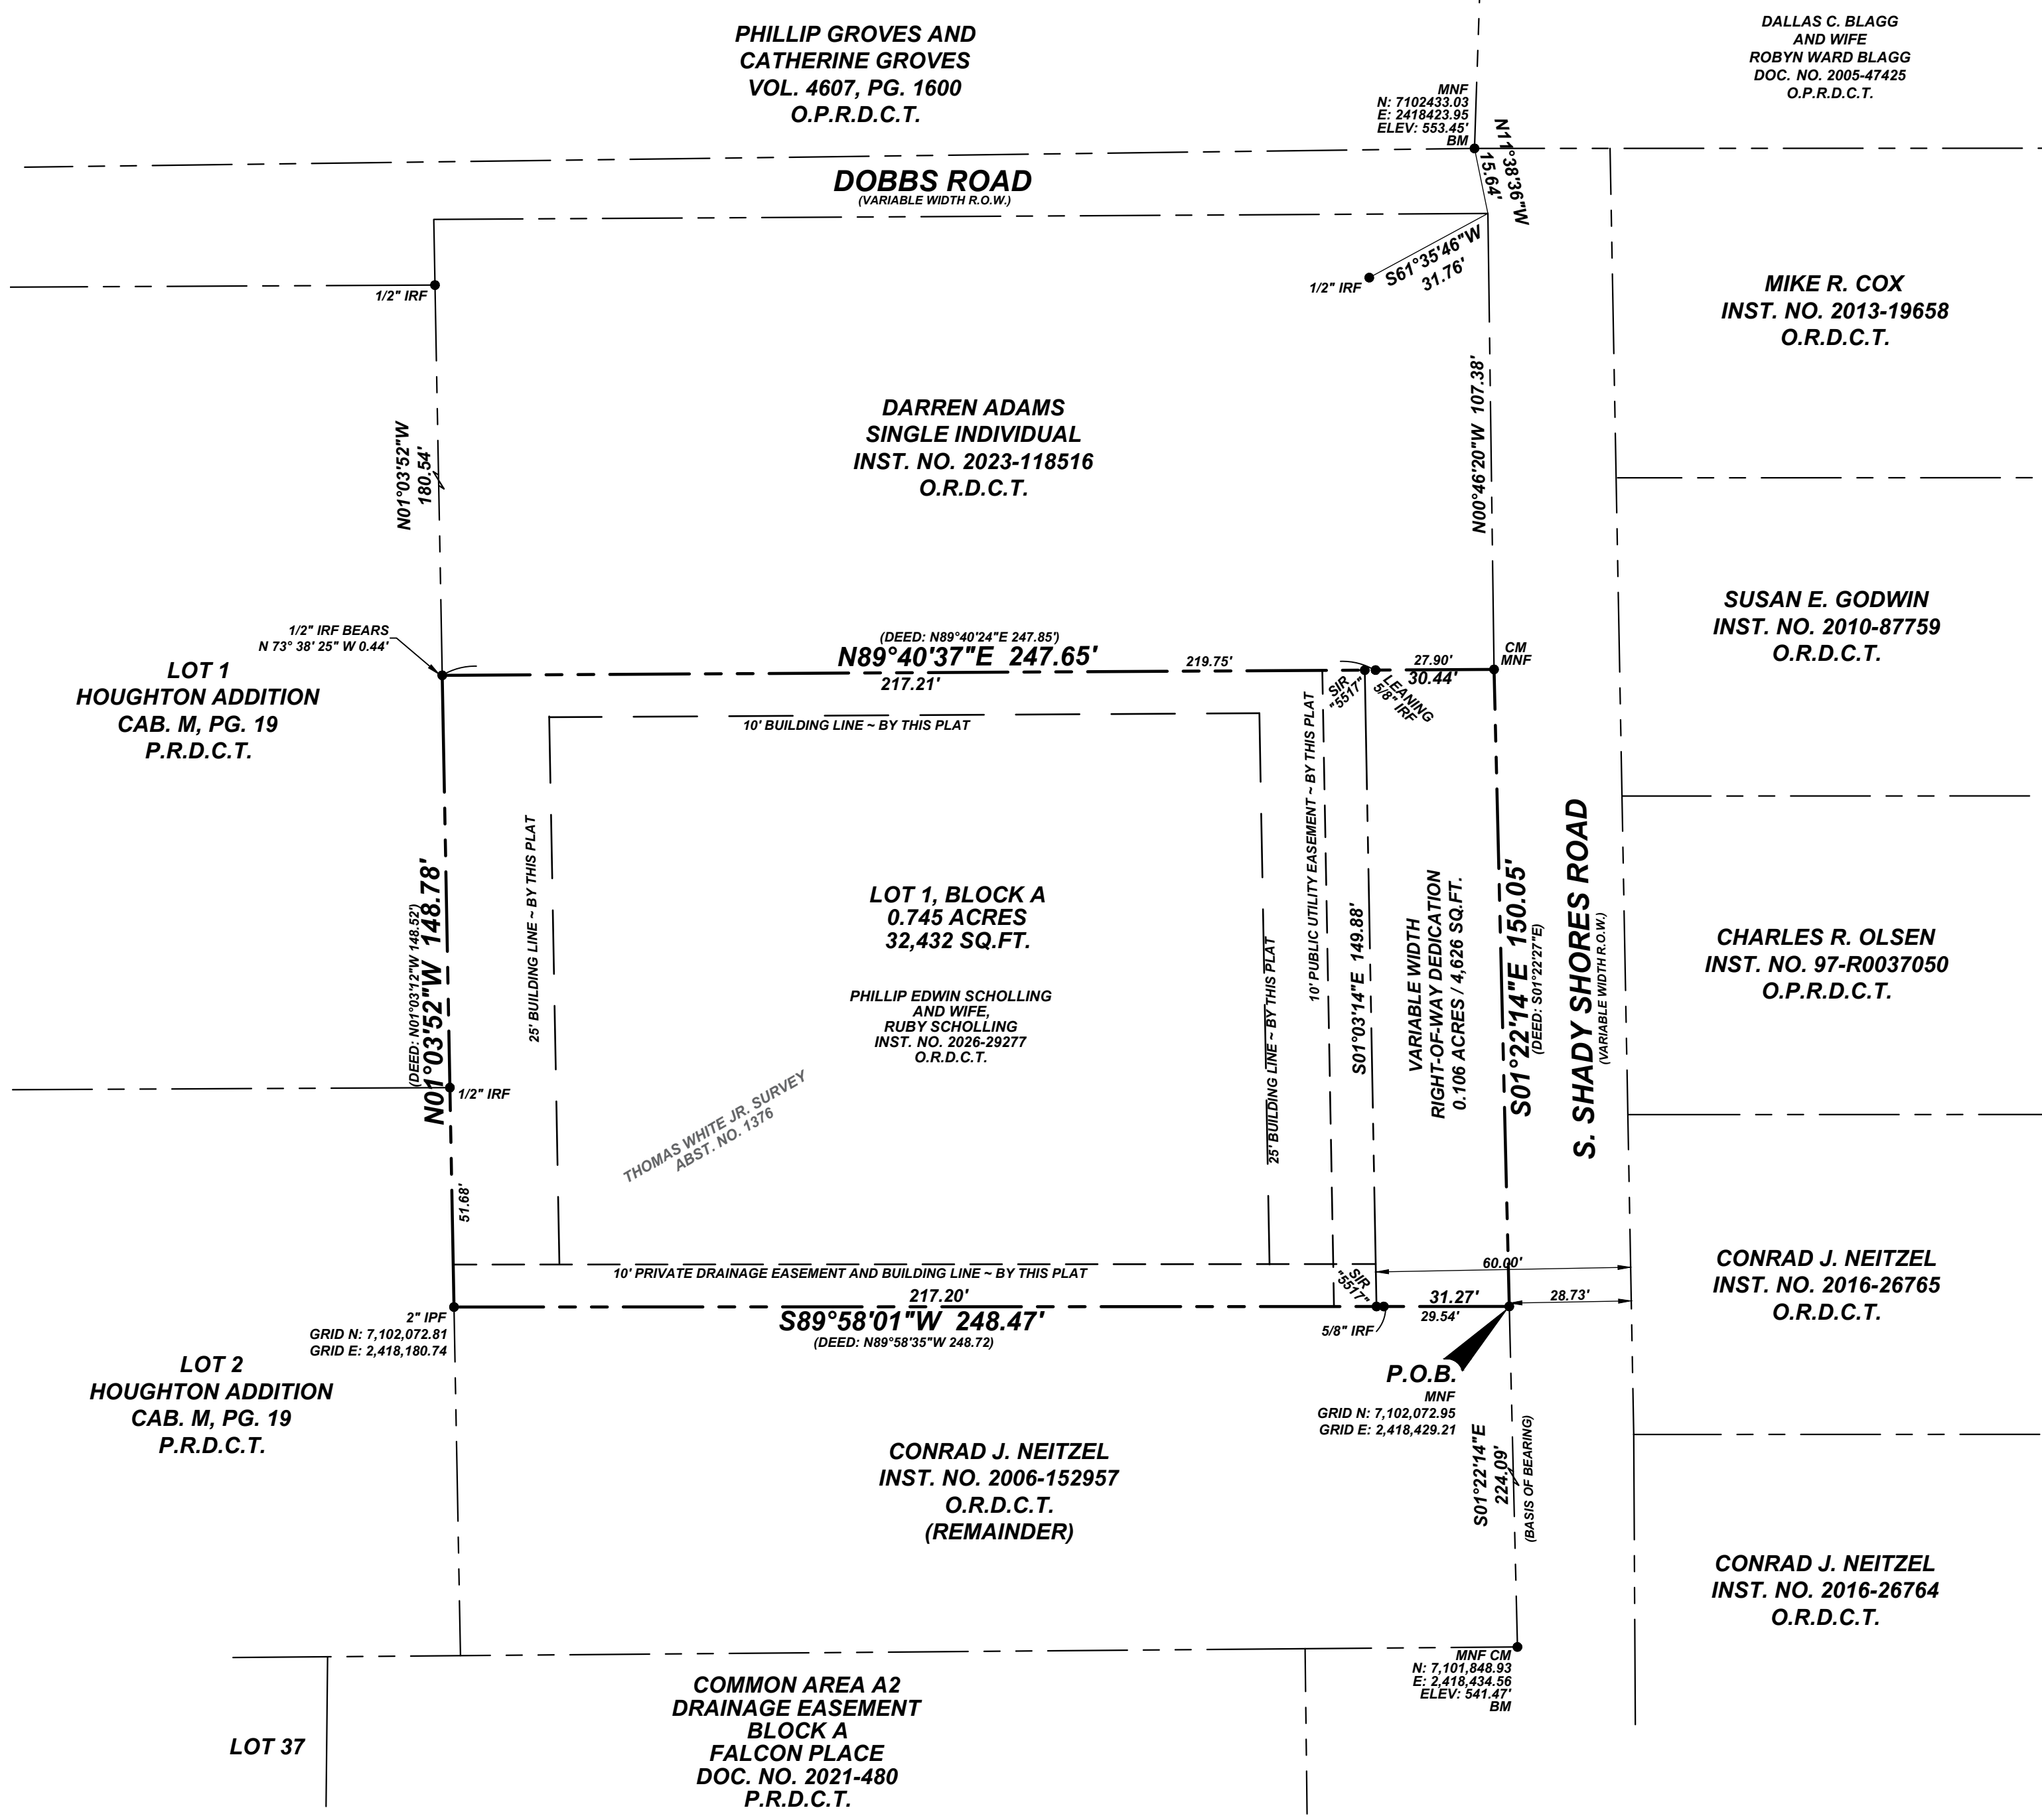 PHILLIP GROVES AND
CATHERINE GROVES
VOL. 4607, PG. 1600
O.P.R.D.C.T.
DALLAS C. BLAGG
AND WIFE
ROBYN WARD BLAGG
DOC. NO. 2005-47425
O.P.R.D.C.T.
MNF
N: 7102433.03
E: 2418423.95
ELEV: 553.45'
BM
N11°38'36"W
15.64'
DOBBS ROAD
(VARIABLE WIDTH R.O.W.)
S61°35'46"W
31.76'
1/2" IRF
1/2" IRF
MIKE R. COX
INST. NO. 2013-19658
O.R.D.C.T.
N00°46'20"W 107.38'
DARREN ADAMS
SINGLE INDIVIDUAL
INST. NO. 2023-118516
O.R.D.C.T.
N01°03'52"W
180.54'
SUSAN E. GODWIN
INST. NO. 2010-87759
O.R.D.C.T.
1/2" IRF BEARS
N 73° 38' 25" W 0.44'
(DEED: N89°40'24"E 247.85')
N89°40'37"E 247.65'
217.21'
219.75'
27.90'
30.44'
CM
MNF
SIR
"5517"
LEANING
5/8" IRF
LOT 1
HOUGHTON ADDITION
CAB. M, PG. 19
P.R.D.C.T.
10' BUILDING LINE ~ BY THIS PLAT
25' BUILDING LINE ~ BY THIS PLAT
10' PUBLIC UTILITY EASEMENT ~ BY THIS PLAT
25' BUILDING LINE ~ BY THIS PLAT
LOT 1, BLOCK A
0.745 ACRES
32,432 SQ.FT.
PHILLIP EDWIN SCHOLLING
AND WIFE,
RUBY SCHOLLING
INST. NO. 2026-29277
O.R.D.C.T.
THOMAS WHITE JR. SURVEY
ABST. NO. 1376
(DEED: N01°03'12"W 148.52')
N01°03'52"W 148.78'
1/2" IRF
51.68'
S01°03'14"E 149.88'
VARIABLE WIDTH
RIGHT-OF-WAY DEDICATION
0.106 ACRES / 4,626 SQ.FT.
S01°22'14"E 150.05'
(DEED: S01°22'27"E)
S. SHADY SHORES ROAD
(VARIABLE WIDTH R.O.W.)
CHARLES R. OLSEN
INST. NO. 97-R0037050
O.P.R.D.C.T.
CONRAD J. NEITZEL
INST. NO. 2016-26765
O.R.D.C.T.
10' PRIVATE DRAINAGE EASEMENT AND BUILDING LINE ~ BY THIS PLAT
217.20'
S89°58'01"W 248.47'
(DEED: N89°58'35"W 248.72)
SIR
"5517"
60.00'
31.27'
29.54'
28.73'
5/8" IRF
2" IPF
GRID N: 7,102,072.81
GRID E: 2,418,180.74
P.O.B.
MNF
GRID N: 7,102,072.95
GRID E: 2,418,429.21
LOT 2
HOUGHTON ADDITION
CAB. M, PG. 19
P.R.D.C.T.
CONRAD J. NEITZEL
INST. NO. 2006-152957
O.R.D.C.T.
(REMAINDER)
S01°22'14"E
224.09'
(BASIS OF BEARING)
CONRAD J. NEITZEL
INST. NO. 2016-26764
O.R.D.C.T.
MNF CM
N: 7,101,848.93
E: 2,418,434.56
ELEV: 541.47'
BM
LOT 37
COMMON AREA A2
DRAINAGE EASEMENT
BLOCK A
FALCON PLACE
DOC. NO. 2021-480
P.R.D.C.T.